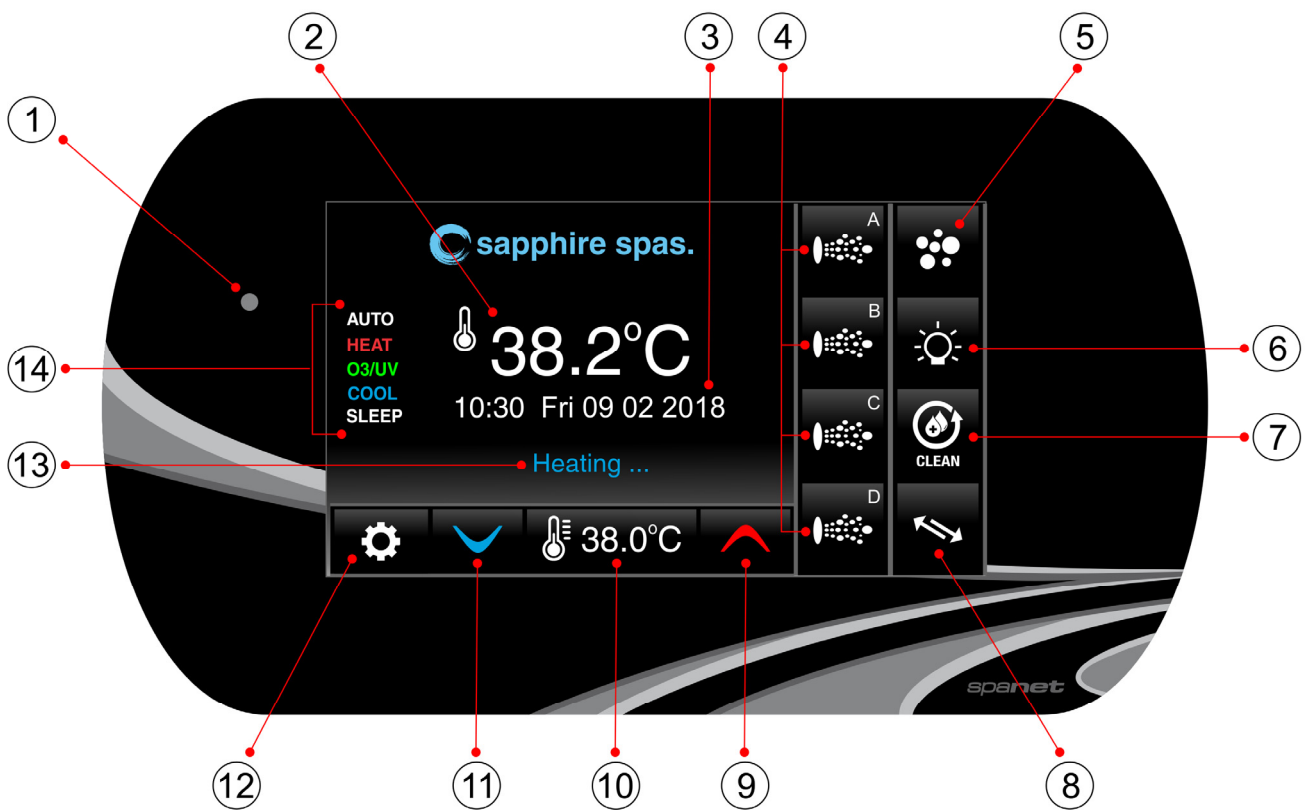 2
3
4
5
1
sapphire spas.
A
AUTO
HEAT
O3/UV
COOL
SLEEP
38.2°C
10:30 Fri 09 02 2018
B
6
14
C
CLEAN
7
13
Heating ...
D
38.0°C
spanet
12
11
10
9
8